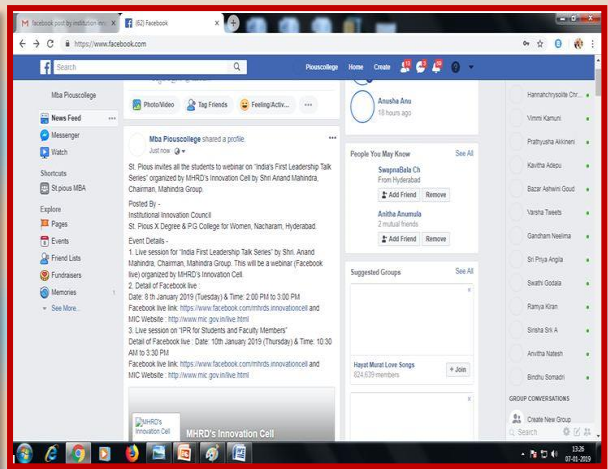 facebook post by institution inno
(62) Facebook
https://www.facebook.com
Search
Piouscollege
Home
Create
Mba Piouscollege
News Feed
Messenger
Watch
Shortcuts
St.pious MBA
Explore
Pages
Events
Friend Lists
Fundraisers
Memories
1
See More...
Photo/Video
Tag Friends
Feeling/Activ...
Mba Piouscollege shared a profile.
Just now
St. Pious invites all the students to webinar on "India's First Leadership Talk
Series" organized by MHRD's Innovation Cell by Shri Anand Mahindra,
Chairman, Mahindra Group.
Posted By -
Institutional Innovation Council
St. Pious X Degree & P.G College for Women, Nacharam, Hyderabad.
Event Details -
1. Live session for "India First Leadership Talk Series" by Shri. Anand
Mahindra, Chairman, Mahindra Group. This will be a webinar (Facebook
live) organized by MHRD's Innovation Cell.
2. Detail of Facebook live :
Date: 8 th January 2019 (Tuesday) & Time: 2:00 PM to 3:00 PM
Facebook live link: https://www.facebook.com/mhrds.innovationcell and
MIC Website : http://www.mic.gov.in/live.html
3. Live session on "IPR for Students and Faculty Members"
Detail of Facebook live : Date: 10th January 2019 (Thursday) & Time: 10:30
AM to 3:30 PM
Facebook live link: https://www.facebook.com/mhrds.innovationcell and
MIC Website : http://www.mic.gov.in/live.html
MHRD's
Innovation Cell
MHRD's Innovation Cell
Anusha Anu
18 hours ago
People You May Know
See All
SwapnaBala Ch
From Hyderabad
Add Friend
Remove
Anitha Anumula
2 mutual friends
Add Friend
Remove
Suggested Groups
See All
Hayat Murat Love Songs
824,639 members
+ Join
Hannahchrysolite Chr...
Vimmi Kamuni
Prathyusha Akkineni
Kavitha Adepu
Bazar Ashwini Goud
Varsha Tweets
Gandham Neelima
Sri Priya Angila
Swathi Godala
Ramya Kiran
Sirisha Srk A
Anvitha Natesh
Bindhu Somadri
GROUP CONVERSATIONS
Create New Group
Search
13:26
07-01-2019